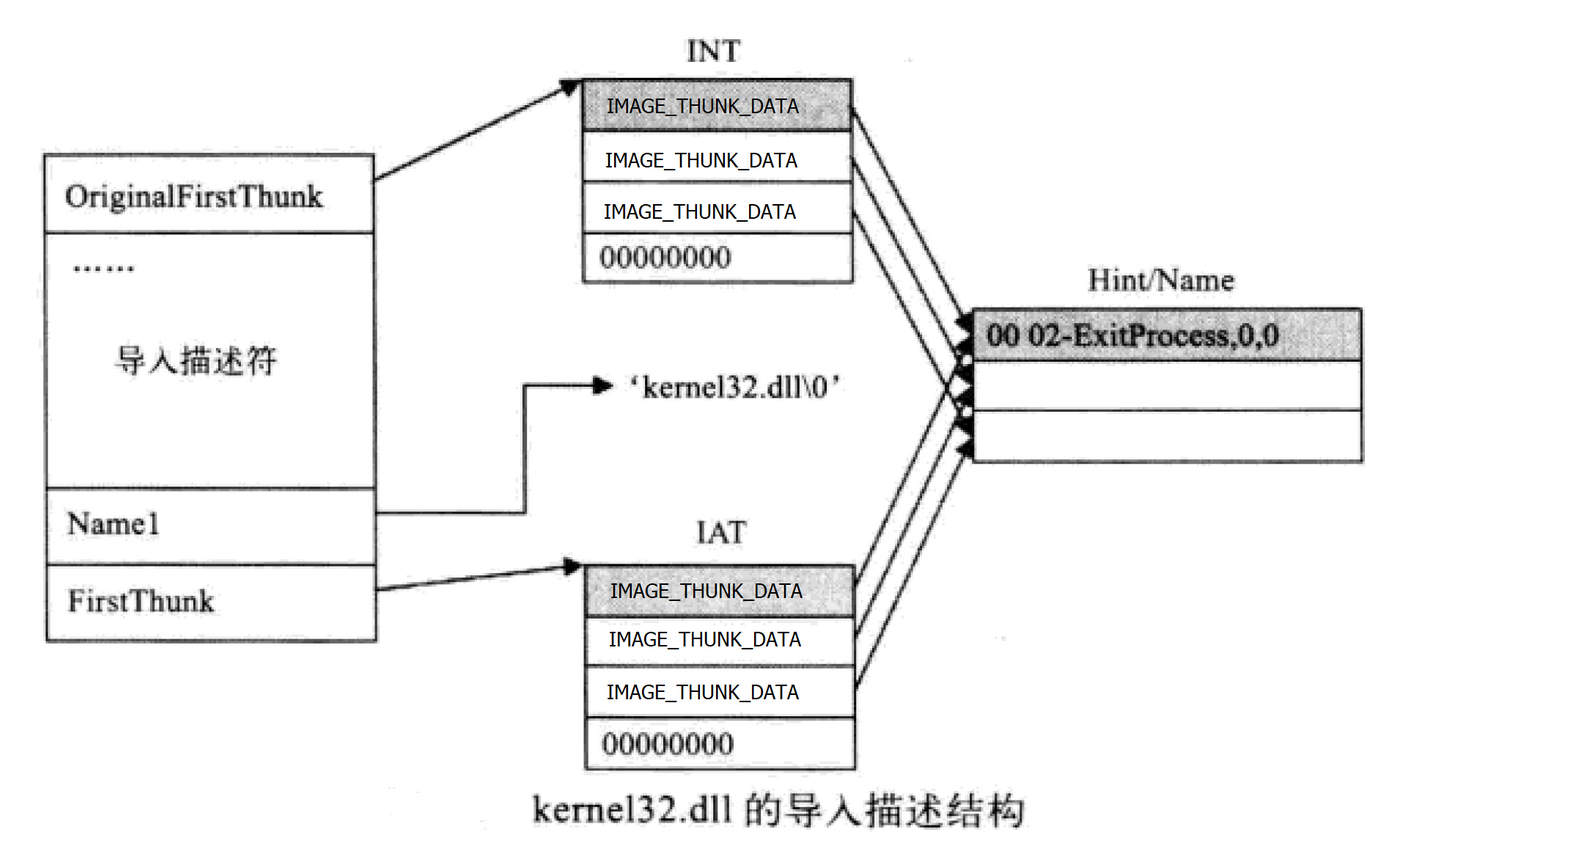 INT
IMAGE_THUNK_DATA
IMAGE_THUNK_DATA
IMAGE_THUNK_DATA
00000000
OriginalFirstThunk
……
导入描述符
Name1
FirstThunk
‘kernel32.dll\0’
Hint/Name
00 02-ExitProcess,0,0
IAT
IMAGE_THUNK_DATA
IMAGE_THUNK_DATA
IMAGE_THUNK_DATA
00000000
kernel32.dll 的导入描述结构